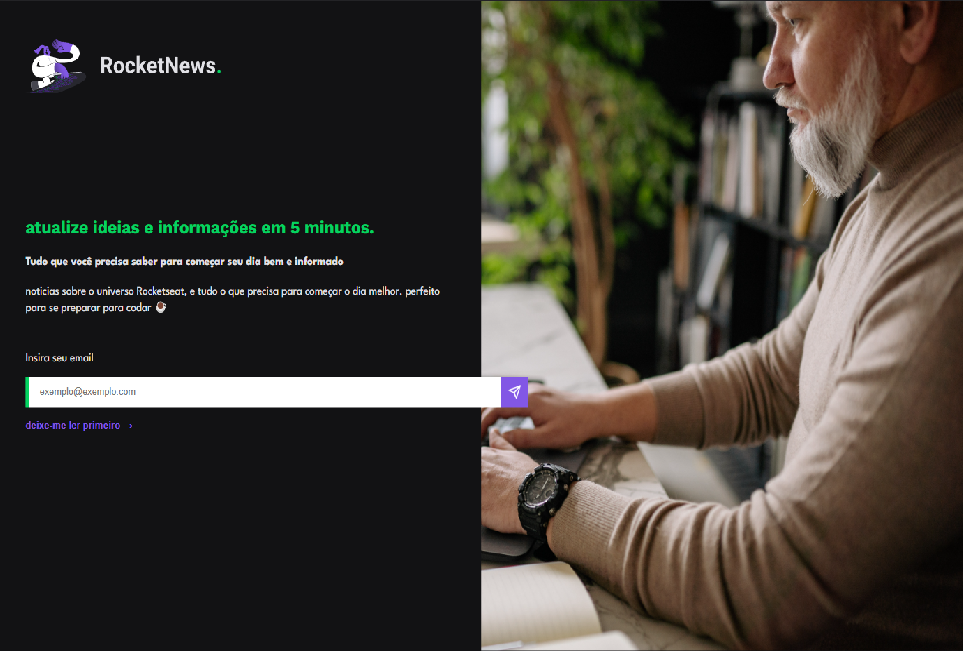 RocketNews.
atualize ideias e informações em 5 minutos.
Tudo que você precisa saber para começar seu dia bem e informado
noticias sobre o universo Rocketseat, e tudo o que precisa para começar o dia melhor. perfeito
para se preparar para codar ☕
Insira seu email
exemplo@exemplo.com
deixe-me ler primeiro ›